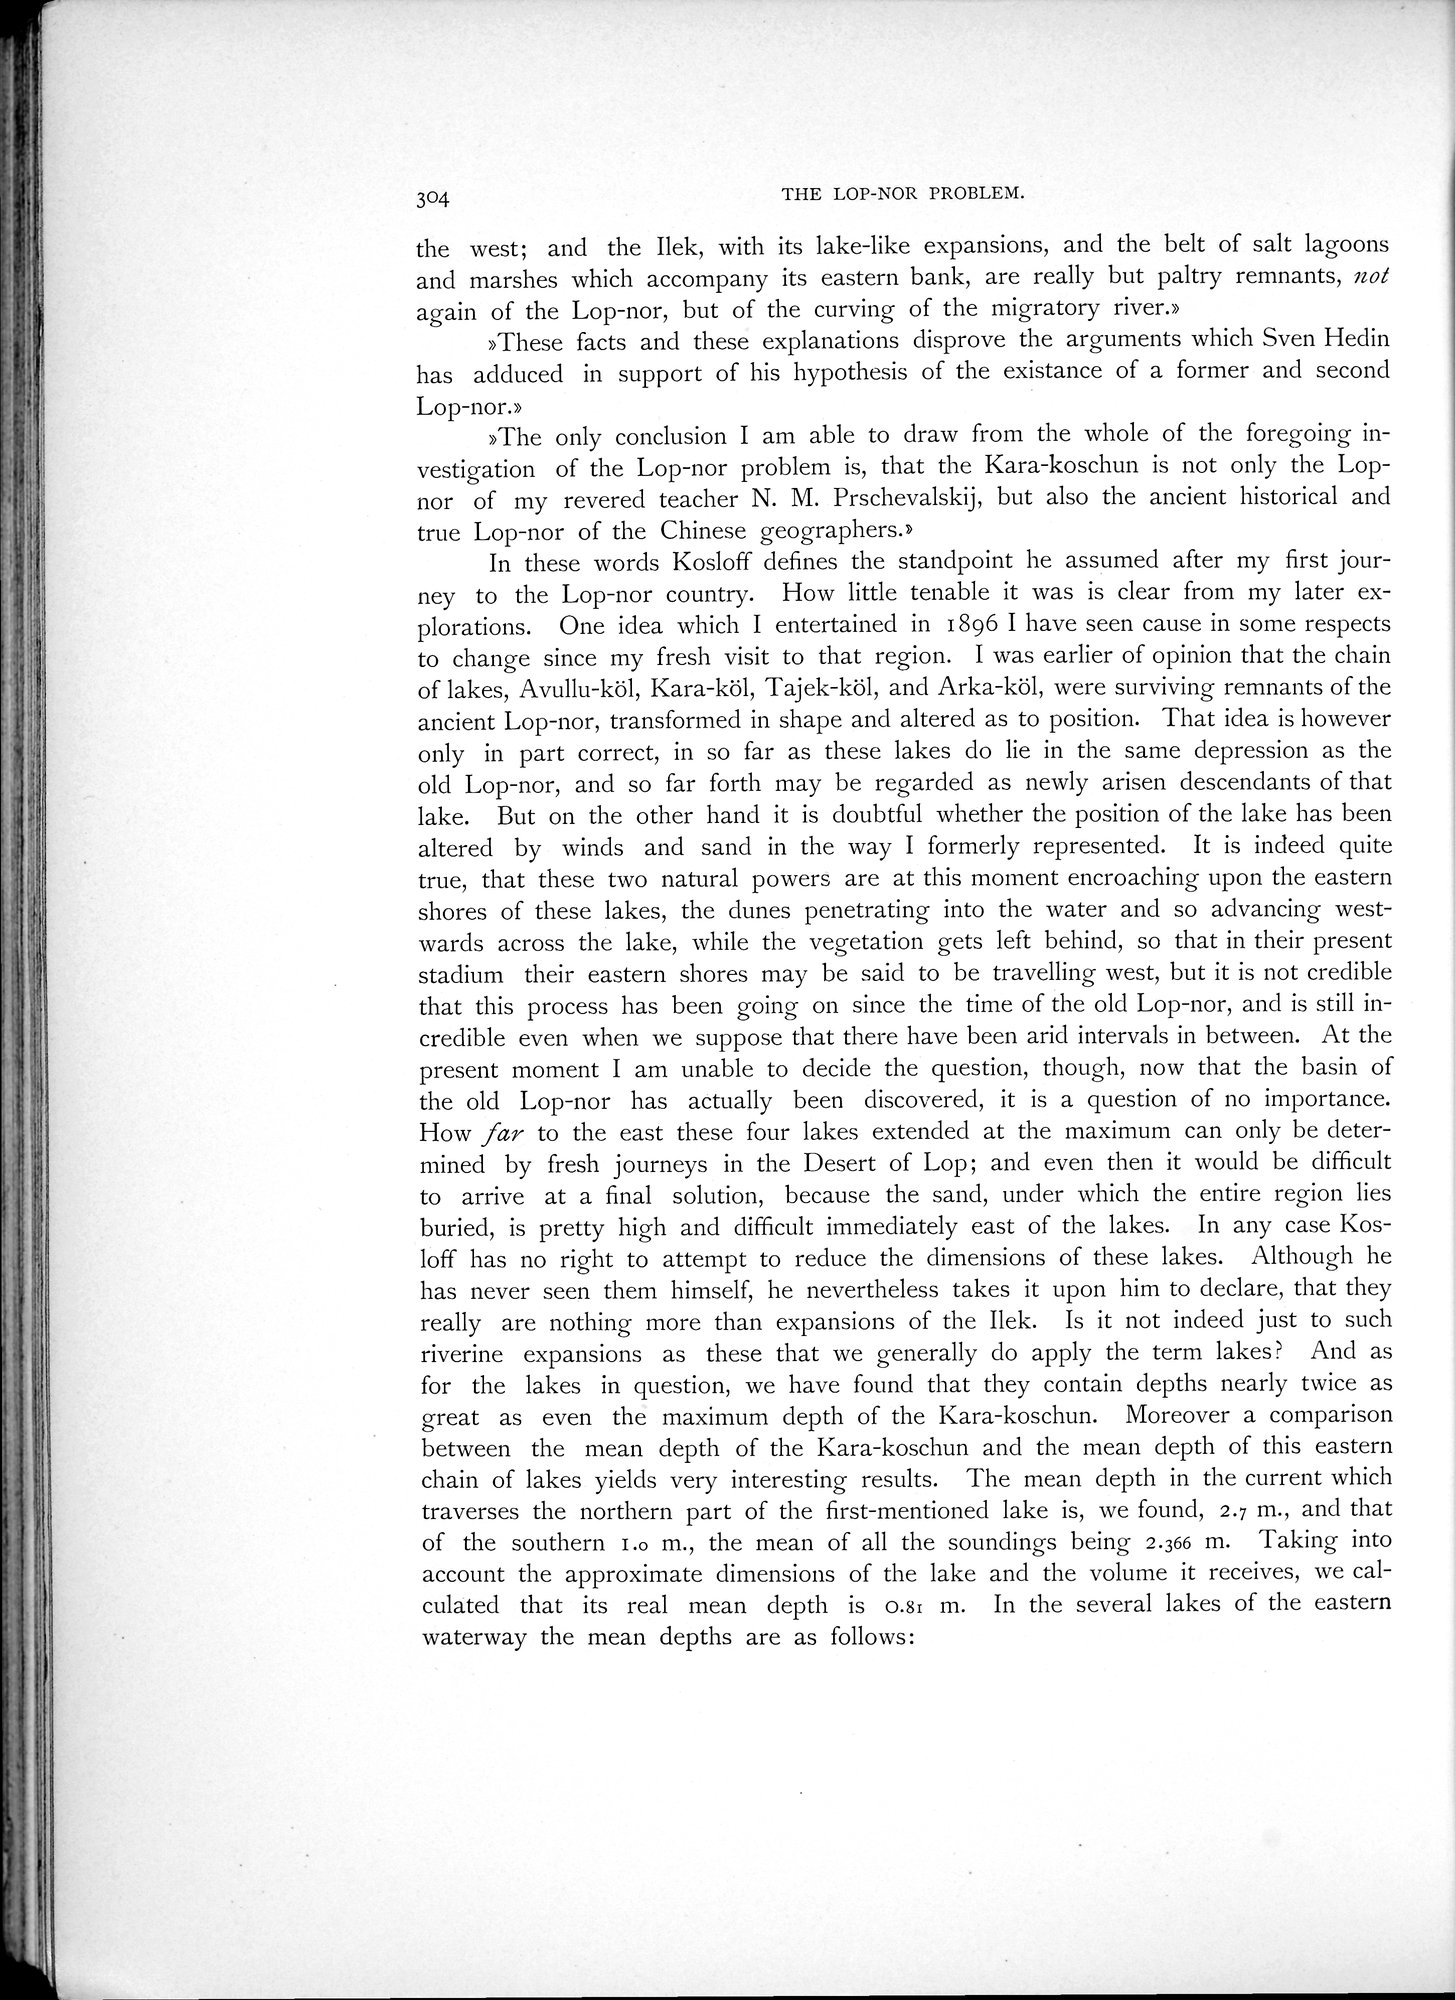 304 THE LOP-NOR PROBLEM.
the west; and the Ilek, with its lake-like expansions, and the belt of salt lagoons
and marshes which accompany its eastern bank, are really but paltry remnants, not
again of the Lop-nor, but of the curving of the migratory river.»
»These facts and these explanations disprove the arguments which Sven Hedin
has adduced in support of his hypothesis of the existance of a former and second
Lop-nor.»
»The only conclusion I am able to draw from the whole of the foregoing in-
vestigation of the Lop-nor problem is, that the Kara-koschun is not only the Lop-
nor of my revered teacher N. M. Prschevalskij, but also the ancient historical and
true Lop-nor of the Chinese geographers.»
In these words Kosloff defines the standpoint he assumed after my first jour-
ney to the Lop-nor country. How little tenable it was is clear from my later ex-
plorations. One idea which I entertained in 1896 I have seen cause in some respects
to change since my fresh visit to that region. I was earlier of opinion that the chain
of lakes, Avullu-köl, Kara-köl, Tajek-köl, and Arka-köl, were surviving remnants of the
ancient Lop-nor, transformed in shape and altered as to position. That idea is however
only in part correct, in so far as these lakes do lie in the same depression as the
old Lop-nor, and so far forth may be regarded as newly arisen descendants of that
lake. But on the other hand it is doubtful whether the position of the lake has been
altered by winds and sand in the way I formerly represented. It is indeed quite
true, that these two natural powers are at this moment encroaching upon the eastern
shores of these lakes, the dunes penetrating into the water and so advancing west-
wards across the lake, while the vegetation gets left behind, so that in their present
stadium their eastern shores may be said to be travelling west, but it is not credible
that this process has been going on since the time of the old Lop-nor, and is still in-
credible even when we suppose that there have been arid intervals in between. At the
present moment I am unable to decide the question, though, now that the basin of
the old Lop-nor has actually been discovered, it is a question of no importance.
How far to the east these four lakes extended at the maximum can only be deter-
mined by fresh journeys in the Desert of Lop; and even then it would be difficult
to arrive at a final solution, because the sand, under which the entire region lies
buried, is pretty high and difficult immediately east of the lakes. In any case Kos-
loff has no right to attempt to reduce the dimensions of these lakes. Although he
has never seen them himself, he nevertheless takes it upon him to declare, that they
really are nothing more than expansions of the Ilek. Is it not indeed just to such
riverine expansions as these that we generally do apply the term lakes? And as
for the lakes in question, we have found that they contain depths nearly twice as
great as even the maximum depth of the Kara-koschun. Moreover a comparison
between the mean depth of the Kara-koschun and the mean depth of this eastern
chain of lakes yields very interesting results. The mean depth in the current which
traverses the northern part of the first-mentioned lake is, we found, 2.7 m., and that
of the southern 1.0 m., the mean of all the soundings being 2.366 m. Taking into
account the approximate dimensions of the lake and the volume it receives, we cal-
culated that its real mean depth is 0.81 m. In the several lakes of the eastern
waterway the mean depths are as follows: